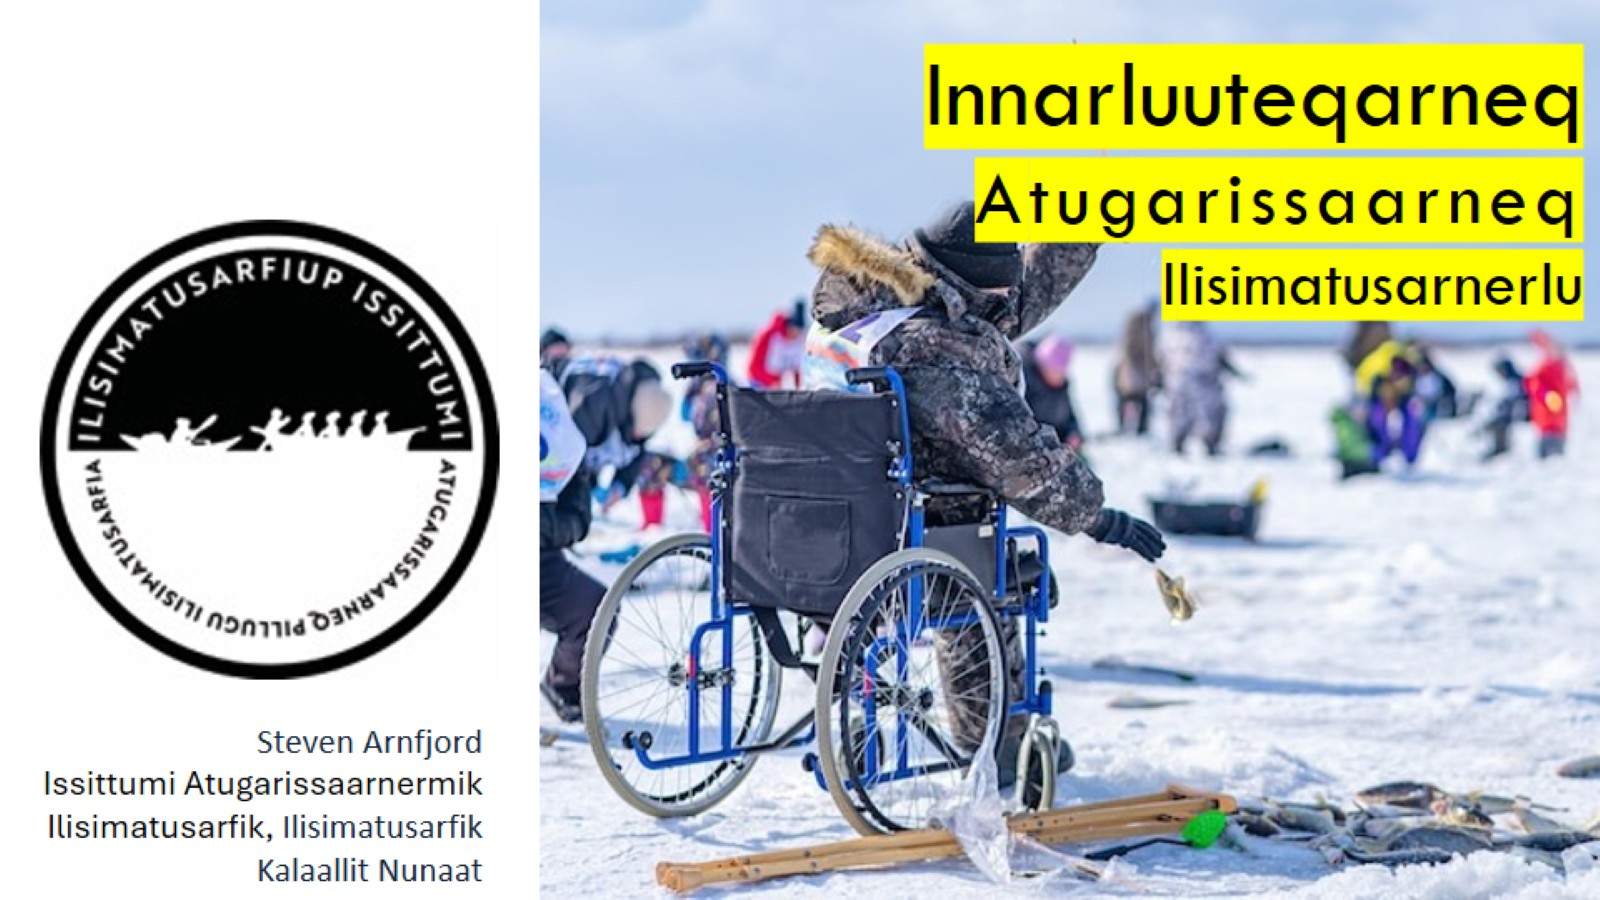 Innarluuteqarneq
Atugarissaarneq
Ilisimatusarnerlu
ILISIMATUSARFIUP ISSITTUMI
ATUGARISSAARNEQ PILLUGU ILISIMATUSARFIA
Steven Arnfjord
Issittumi Atugarissaarnermik
Ilisimatusarfik, Ilisimatusarfik
Kalaallit Nunaat